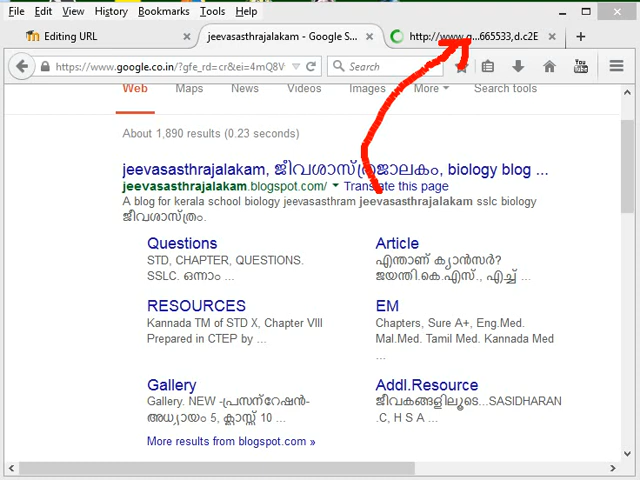 File Edit View History Bookmarks Tools Help
Editing URL
jeevasasthrajalakam - Google S...
http://www.g...665533,d.c2E
https://www.google.co.in/?gfe_rd=cr&ei=4mQ8V
Search
You Tube
Web Maps News Videos Images More Search tools
About 1,890 results (0.23 seconds)
jeevasasthrajalakam, ജീവശാസ്ത്രജാലകം, biology blog ...
jeevasasthrajalakam.blogspot.com/ Translate this page
A blog for kerala school biology jeevasasthram jeevasasthrajalakam sslc biology
ജീവശാസ്ത്രം.
Questions
STD, CHAPTER, QUESTIONS.
SSLC. ഒന്നാം ...
Article
എന്താണ് ക്യാൻസർ?
ജയന്തി.കെ.എസ്., എച്ച് ...
RESOURCES
Kannada TM of STD X, Chapter VIII
Prepared in CTEP by ...
EM
Chapters, Sure A+, Eng.Med.
Mal.Med. Tamil Med. Kannada Med
...
Gallery
Gallery. NEW -പ്രസന്റേഷൻ-
അധ്യായം 5, ക്ലാസ്സ് 10 ...
Addl.Resource
ജീവകങ്ങളിലൂടെ...SASIDHARAN
.C, H S A ...
More results from blogspot.com »